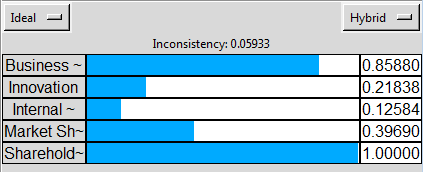 Ideal Hybrid
Inconsistency: 0.05933
Business ~ 0.85880
Innovation 0.21838
Internal ~ 0.12584
Market Sh~ 0.39690
Sharehold~ 1.00000